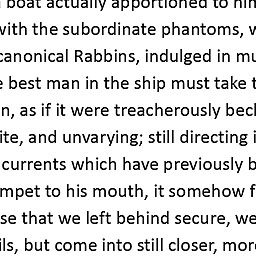 boat actually apportioned to him
with the subordinate phantoms, w
canonical Rabbins, indulged in mu
best man in the ship must take t
n, as if it were treacherously bec
ite, and unvarying; still directing i
currents which have previously b
mpet to his mouth, it somehow f
se that we left behind secure, we
ils, but come into still closer, mor